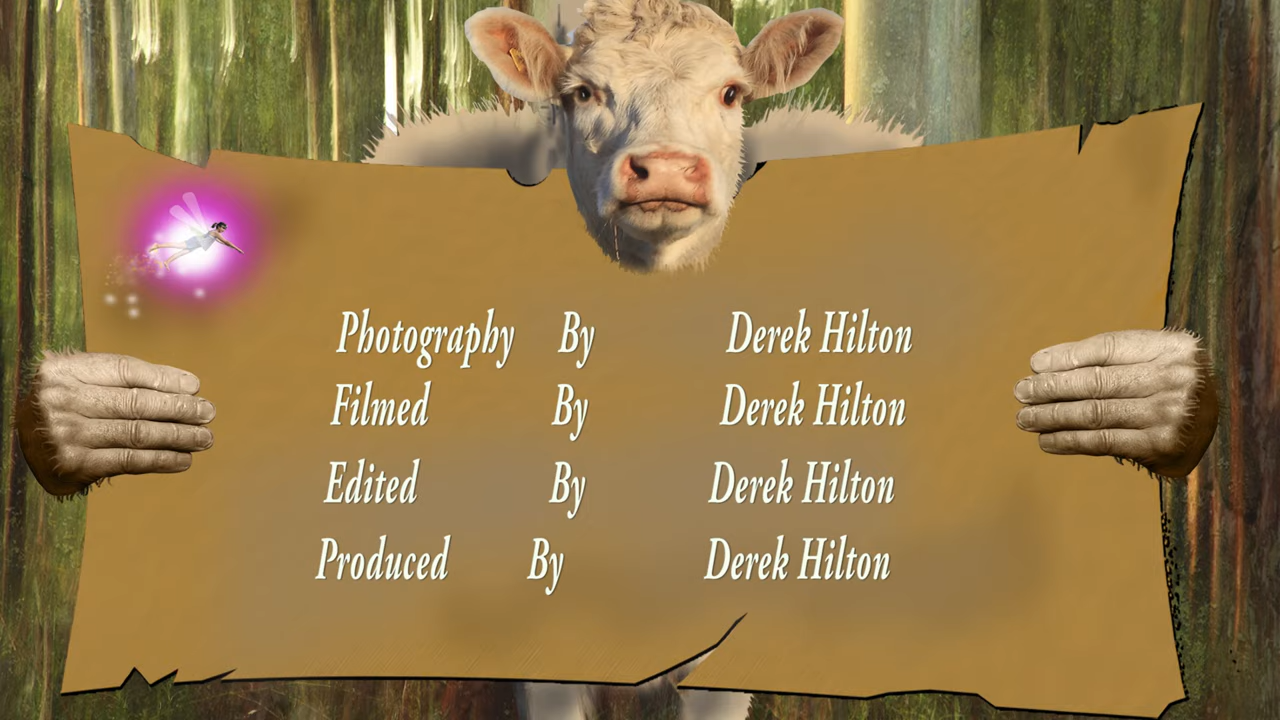 Photography By Derek Hilton
Filmed By Derek Hilton
Edited By Derek Hilton
Produced By Derek Hilton